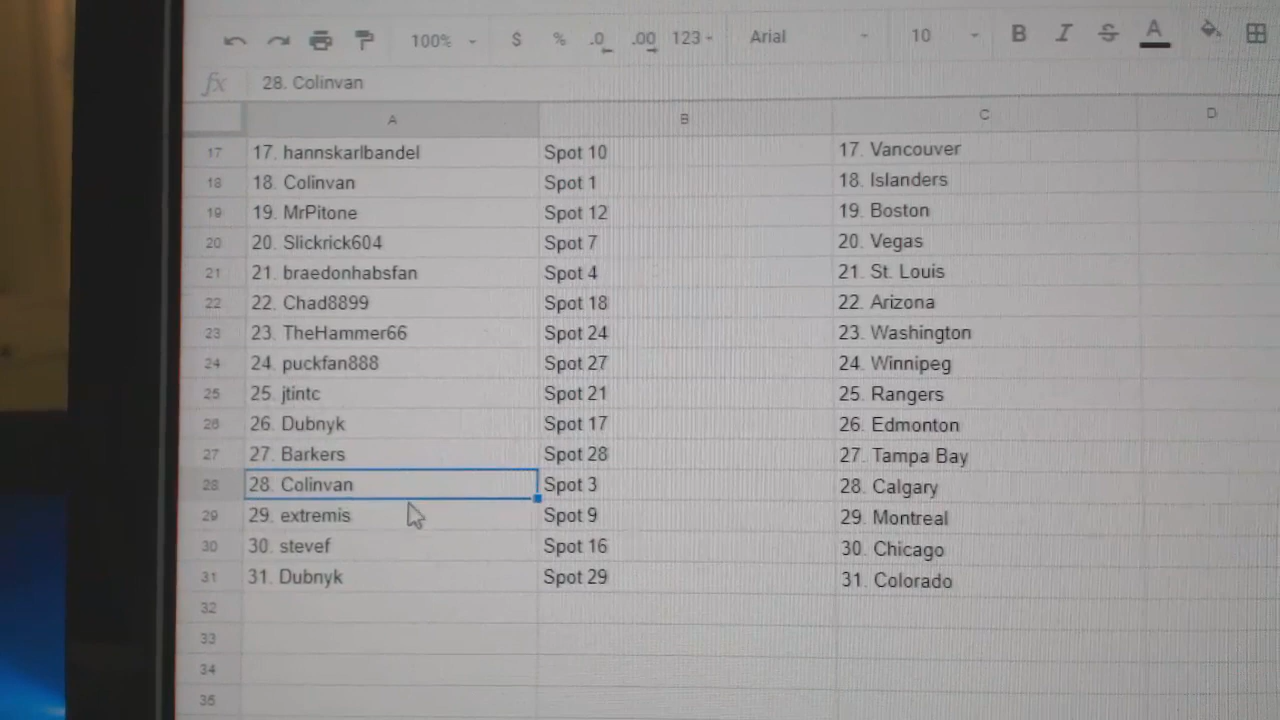 100% $ % .0 .00 123 Arial 10 B I S A
fx 28. Colinvan
A B C D
17 17. hannskarlbandel Spot 10 17. Vancouver
18 18. Colinvan Spot 1 18. Islanders
19 19. MrPitone Spot 12 19. Boston
20 20. Slickrick604 Spot 7 20. Vegas
21 21. braedonhabsfan Spot 4 21. St. Louis
22 22. Chad8899 Spot 18 22. Arizona
23 23. TheHammer66 Spot 24 23. Washington
24 24. puckfan888 Spot 27 24. Winnipeg
25 25. jtintc Spot 21 25. Rangers
26 26. Dubnyk Spot 17 26. Edmonton
27 27. Barkers Spot 28 27. Tampa Bay
28 28. Colinvan Spot 3 28. Calgary
29 29. extremis Spot 9 29. Montreal
30 30. stevef Spot 16 30. Chicago
31 31. Dubnyk Spot 29 31. Colorado
32
33
34
35